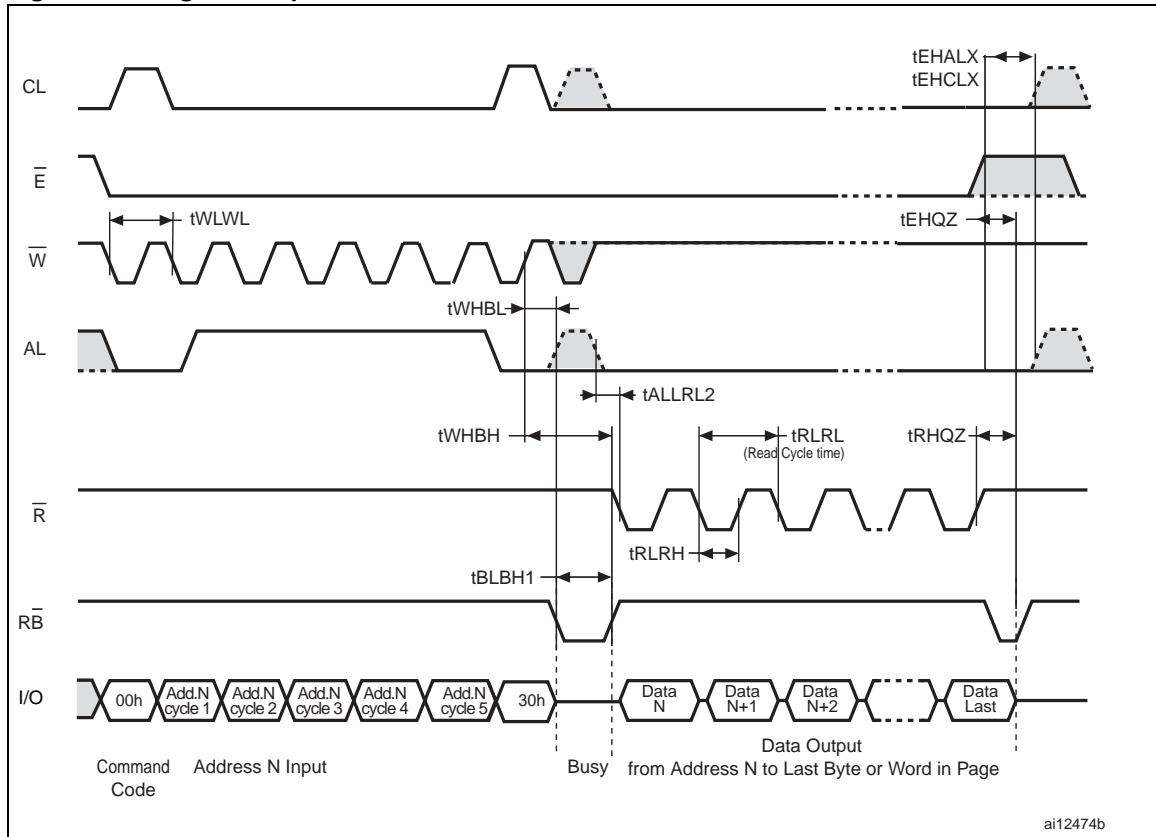 tEHALX
tEHCLX
CL
E
tWLWL
tEHQZ
W
tWHBL
AL
tALLRL2
tWHBH
tRLRL
(Read Cycle time)
tRHQZ
R
tRLRH
tBLBH1
RB
I/O
00h
Add.N cycle 1
Add.N cycle 2
Add.N cycle 3
Add.N cycle 4
Add.N cycle 5
30h
Data N
Data N+1
Data N+2
Data Last
Command Code
Address N Input
Busy
Data Output
from Address N to Last Byte or Word in Page
ai12474b